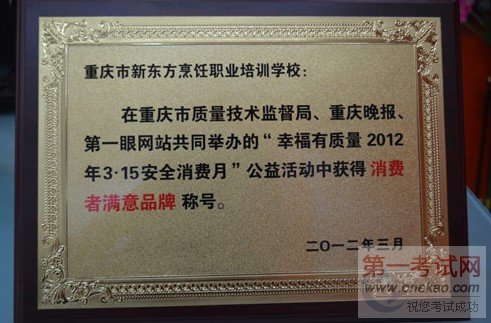 重庆市新东方烹饪职业培训学校：
在重庆市质量技术监督局、重庆晚报、
第一眼网站共同举办的“幸福有质量 2012
年3·15安全消费月”公益活动中获得 消费
者满意品牌 称号。
二〇一二年三月
第一考试网
www.cnekao.com
祝您考试成功